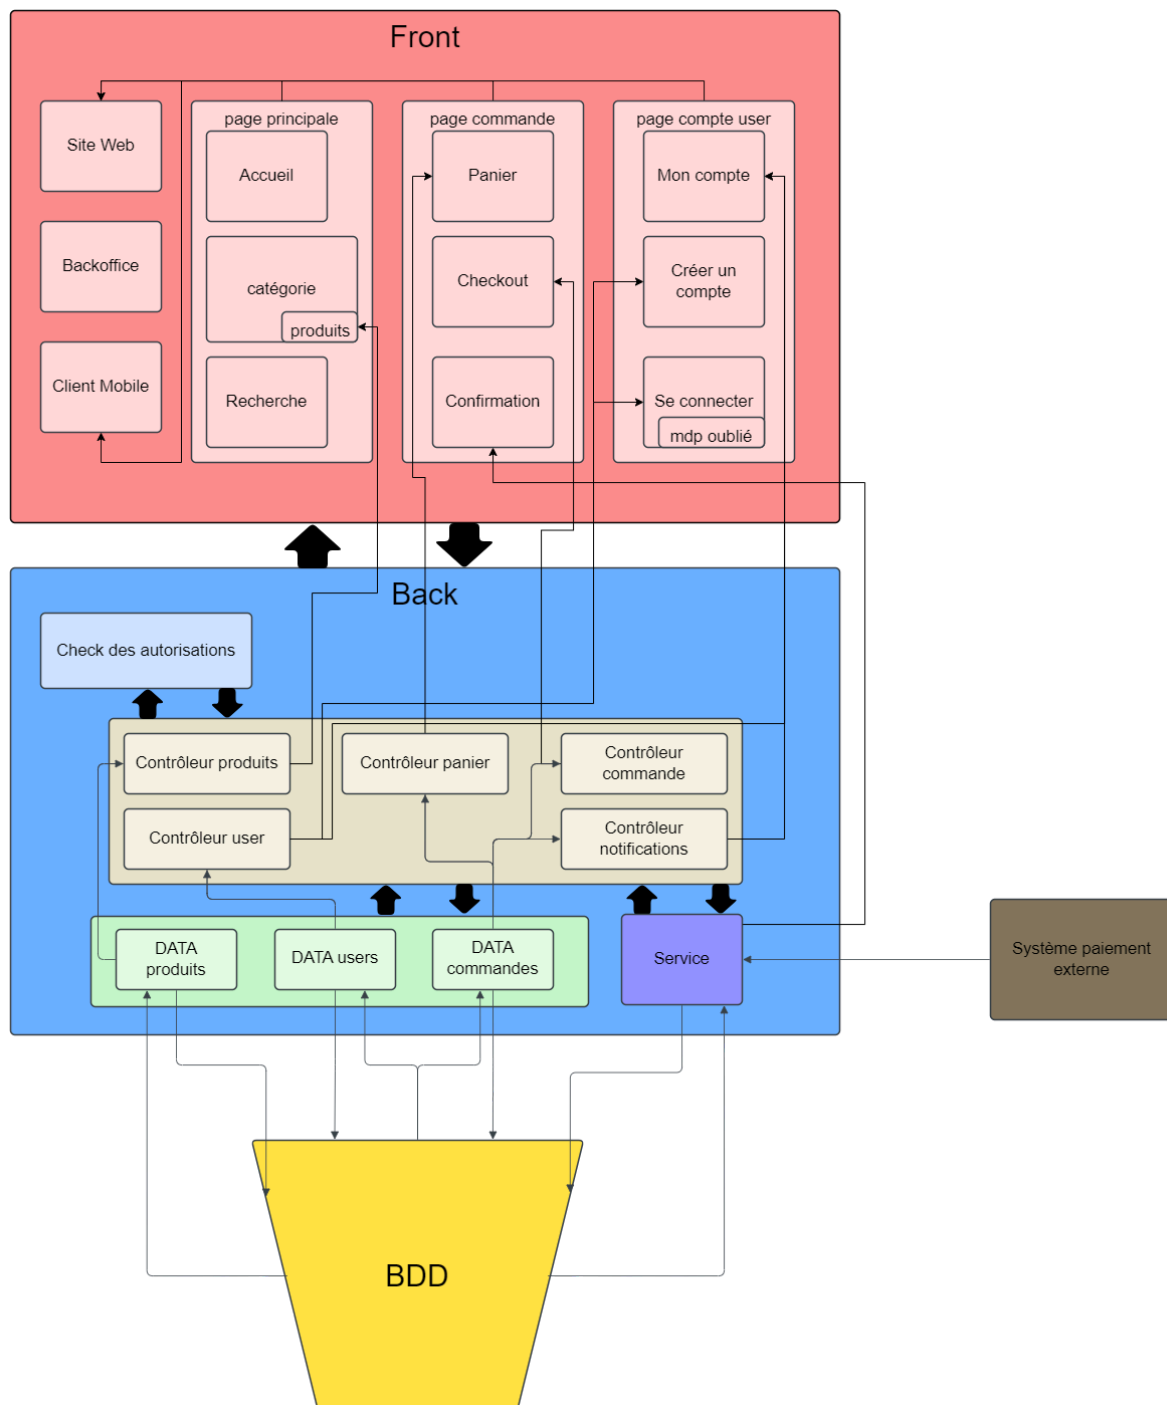 Front
Site Web
page principale
page commande
page compte user
Accueil
Panier
Mon compte
Backoffice
catégorie
produits
Checkout
Créer un
compte
Client Mobile
Recherche
Confirmation
Se connecter
mdp oublié
Back
Check des autorisations
Contrôleur produits
Contrôleur panier
Contrôleur
commande
Contrôleur user
Contrôleur
notifications
DATA
produits
DATA users
DATA
commandes
Service
Système paiement
externe
BDD